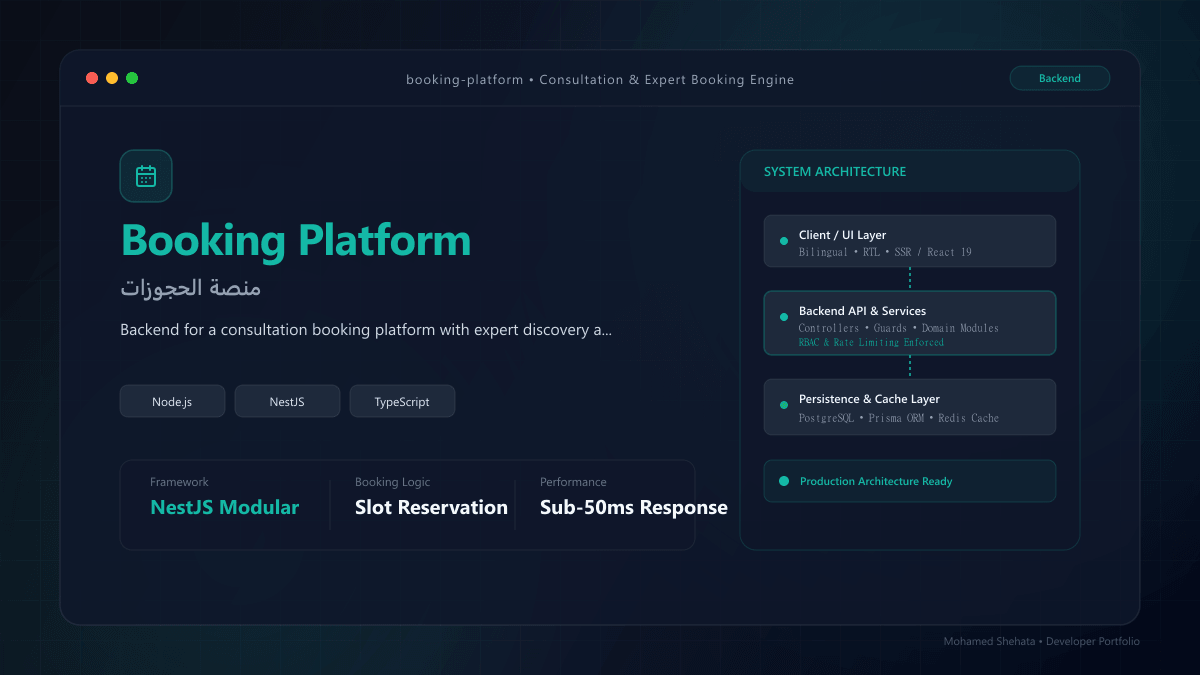 booking-platform • Consultation & Expert Booking Engine
Backend
Booking Platform
منصة الحجوزات
Backend for a consultation booking platform with expert discovery a...
Node.js
NestJS
TypeScript
Framework
NestJS Modular
Booking Logic
Slot Reservation
Performance
Sub-50ms Response
SYSTEM ARCHITECTURE
Client / UI Layer
Bilingual • RTL • SSR / React 19
Backend API & Services
Controllers • Guards • Domain Modules
RBAC & Rate Limiting Enforced
Persistence & Cache Layer
PostgreSQL • Prisma ORM • Redis Cache
Production Architecture Ready
Mohamed Shehata • Developer Portfolio